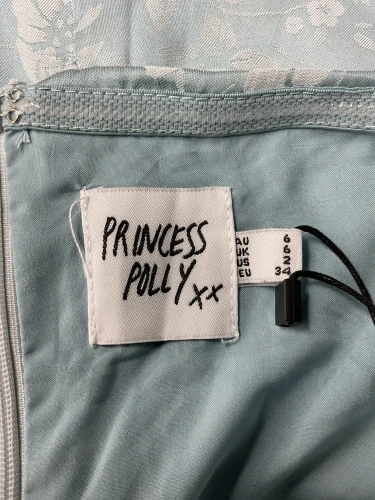 PRINCESS
POLLY xx
AU 6
UK 6
US 2
EU 34